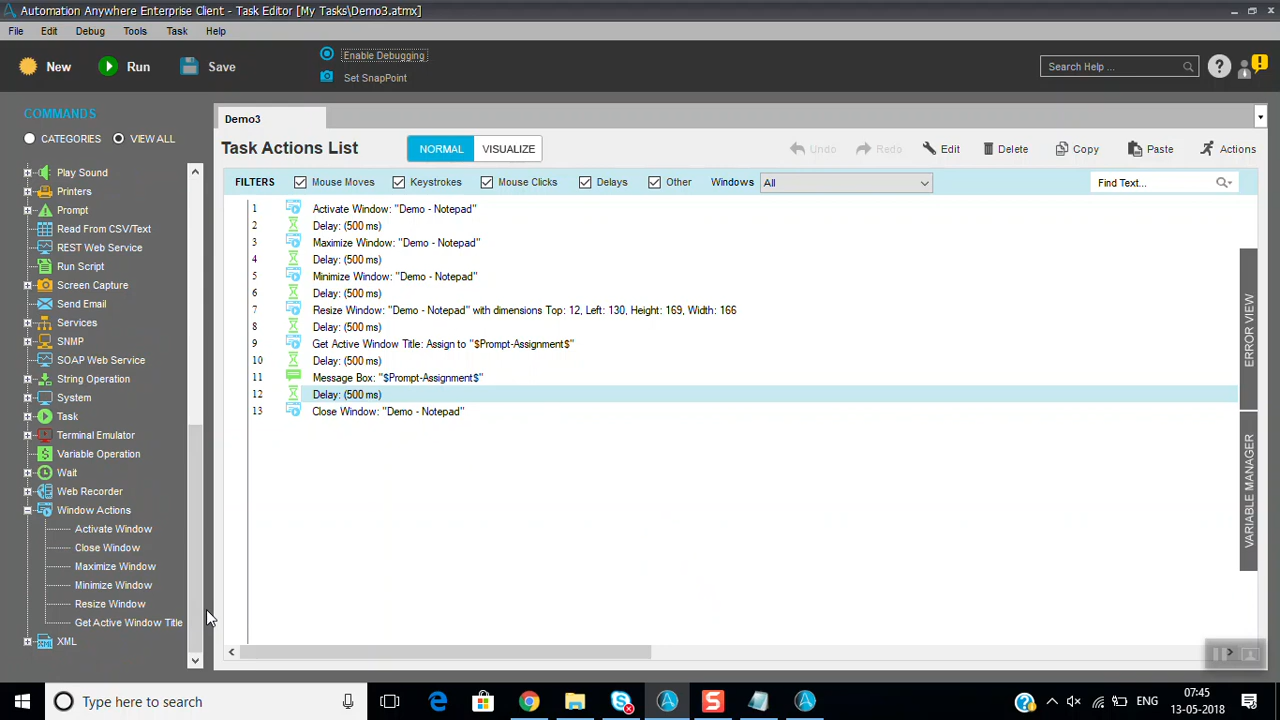 Automation Anywhere Enterprise Client - Task Editor [My Tasks\Demo3.atmx]
File Edit Debug Tools Task Help
New Run Save
Enable Debugging
Set SnapPoint
Search Help ...
COMMANDS
CATEGORIES VIEW ALL
Play Sound
Printers
Prompt
Read From CSV/Text
REST Web Service
Run Script
Screen Capture
Send Email
Services
SNMP
SOAP Web Service
String Operation
System
Task
Terminal Emulator
Variable Operation
Wait
Web Recorder
Window Actions
Activate Window
Close Window
Maximize Window
Minimize Window
Resize Window
Get Active Window Title
XML
Demo3
Task Actions List NORMAL VISUALIZE Undo Redo Edit Delete Copy Paste Actions
FILTERS Mouse Moves Keystrokes Mouse Clicks Delays Other Windows All Find Text...
1 Activate Window: "Demo - Notepad"
2 Delay: (500 ms)
3 Maximize Window: "Demo - Notepad"
4 Delay: (500 ms)
5 Minimize Window: "Demo - Notepad"
6 Delay: (500 ms)
7 Resize Window: "Demo - Notepad" with dimensions Top: 12, Left: 130, Height: 169, Width: 166
8 Delay: (500 ms)
9 Get Active Window Title: Assign to "$Prompt-Assignment$"
10 Delay: (500 ms)
11 Message Box: "$Prompt-Assignment$"
12 Delay: (500 ms)
13 Close Window: "Demo - Notepad"
ERROR VIEW
VARIABLE MANAGER
Type here to search
ENG
07:45
13-05-2018